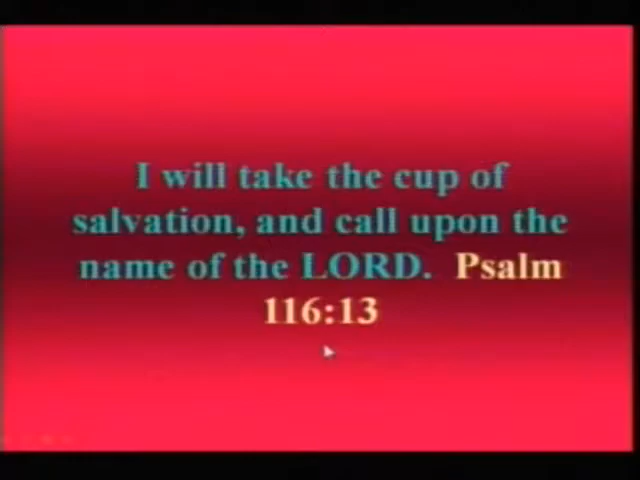 I will take the cup of
salvation, and call upon the
name of the LORD.  Psalm
116:13